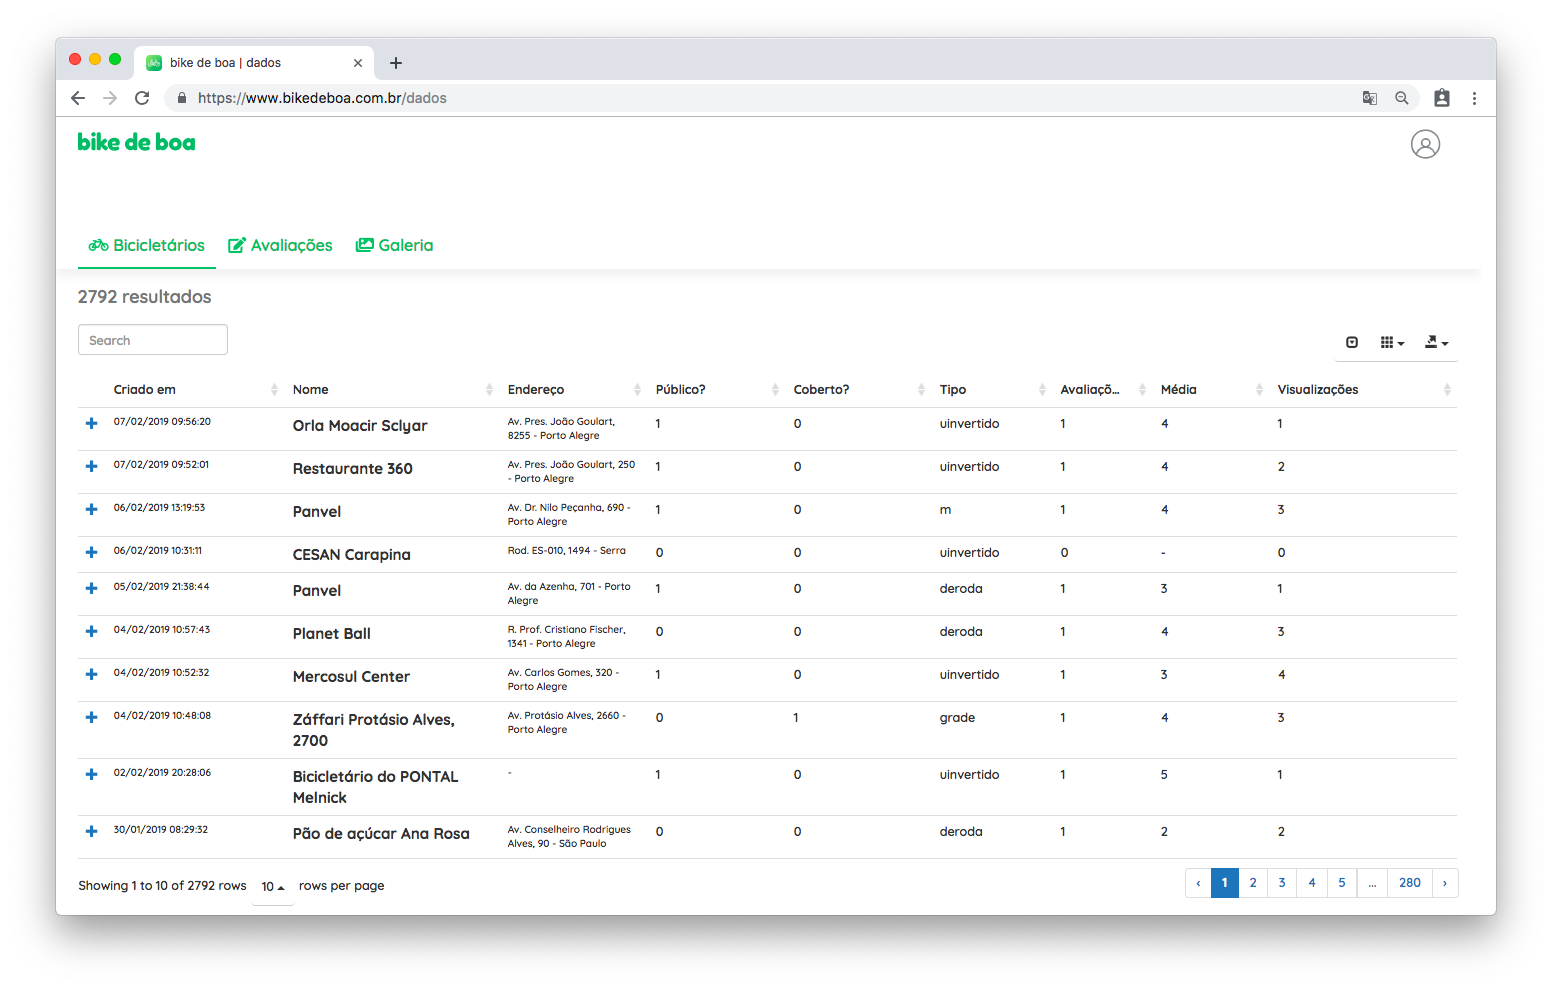 bike de boa | dados
https://www.bikedeboa.com.br/dados
bike de boa
Bicicletários Avaliações Galeria
2792 resultados
Search
Criado em Nome Endereço Público? Coberto? Tipo Avaliaçõ... Média Visualizações
07/02/2019 09:56:20 Orla Moacir Sclyar Av. Pres. João Goulart, 1 0 uinvertido 1 4 1
8255 - Porto Alegre
07/02/2019 09:52:01 Restaurante 360 Av. Pres. João Goulart, 250 1 0 uinvertido 1 4 2
- Porto Alegre
06/02/2019 13:19:53 Panvel Av. Dr. Nilo Peçanha, 690 - 1 0 m 1 4 3
Porto Alegre
06/02/2019 10:31:11 CESAN Carapina Rod. ES-010, 1494 - Serra 0 0 uinvertido 0 - 0
05/02/2019 21:38:44 Panvel Av. da Azenha, 701 - Porto 1 0 deroda 1 3 1
Alegre
04/02/2019 10:57:43 Planet Ball R. Prof. Cristiano Fischer, 0 0 deroda 1 4 3
1341 - Porto Alegre
04/02/2019 10:52:32 Mercosul Center Av. Carlos Gomes, 320 - 1 0 uinvertido 1 3 4
Porto Alegre
04/02/2019 10:48:08 Záffari Protásio Alves, Av. Protásio Alves, 2660 - 0 1 grade 1 4 3
2700 Porto Alegre
02/02/2019 20:28:06 Bicicletário do PONTAL - 1 0 uinvertido 1 5 1
Melnick
30/01/2019 08:29:32 Pão de açúcar Ana Rosa Av. Conselheiro Rodrigues 0 0 deroda 1 2 2
Alves, 90 - São Paulo
Showing 1 to 10 of 2792 rows 10 rows per page ‹ 1 2 3 4 5 ... 280 ›